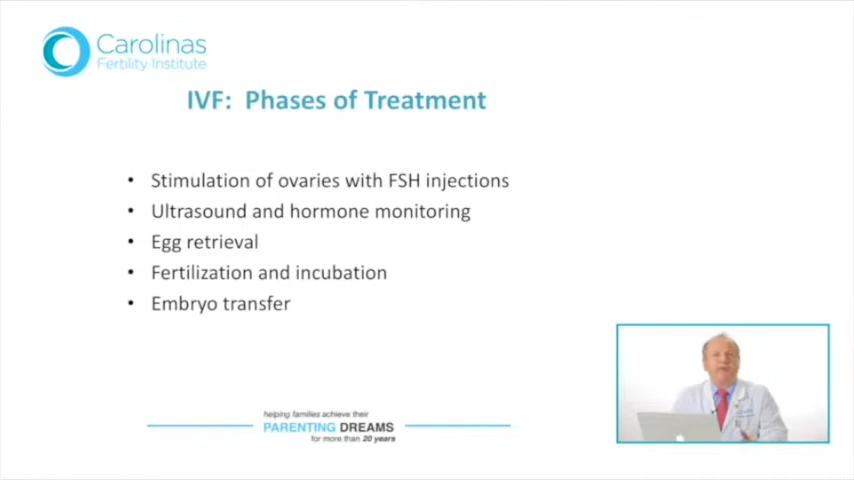 Carolinas
Fertility Institute
IVF: Phases of Treatment
• Stimulation of ovaries with FSH injections
• Ultrasound and hormone monitoring
• Egg retrieval
• Fertilization and incubation
• Embryo transfer
helping families achieve their
PARENTING DREAMS
for more than 20 years